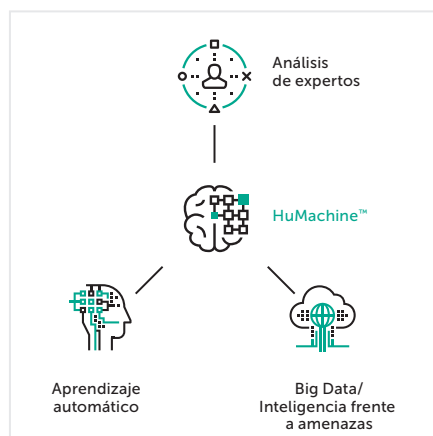 Análisis
de expertos
HuMachine™
Aprendizaje
automático
Big Data/
Inteligencia frente
a amenazas